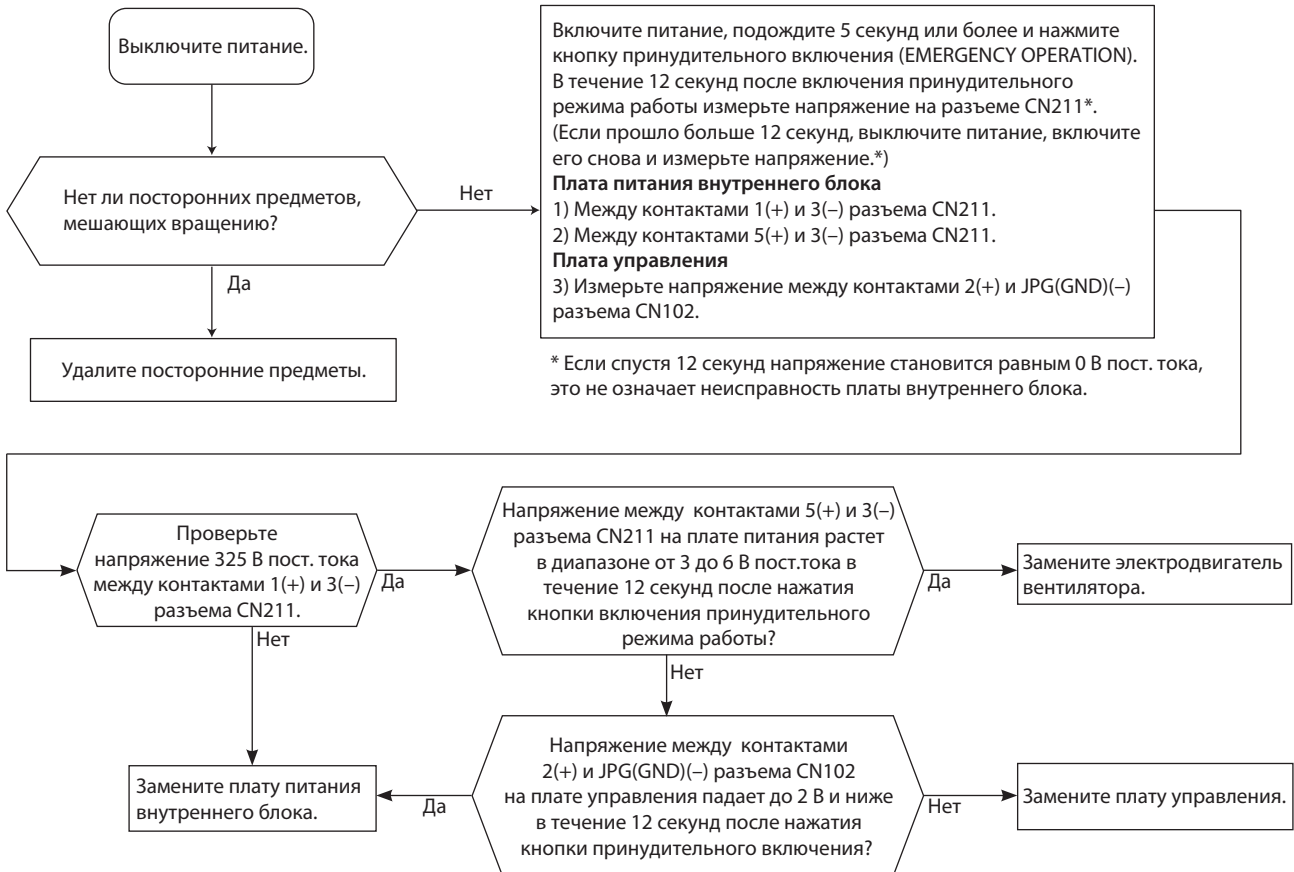 Выключите питание.
Нет ли посторонних предметов,
мешающих вращению?
Нет
Да
Удалите посторонние предметы.
Включите питание, подождите 5 секунд или более и нажмите
кнопку принудительного включения (EMERGENCY OPERATION).
В течение 12 секунд после включения принудительного
режима работы измерьте напряжение на разъеме CN211*.
(Если прошло больше 12 секунд, выключите питание, включите
его снова и измерьте напряжение.*)
Плата питания внутреннего блока
1) Между контактами 1(+) и 3(–) разъема CN211.
2) Между контактами 5(+) и 3(–) разъема CN211.
Плата управления
3) Измерьте напряжение между контактами 2(+) и JPG(GND)(–)
разъема CN102.
* Если спустя 12 секунд напряжение становится равным 0 В пост. тока,
это не означает неисправность платы внутреннего блока.
Проверьте
напряжение 325 В пост. тока
между контактами 1(+) и 3(–)
разъема CN211.
Да
Нет
Напряжение между контактами 5(+) и 3(–)
разъема CN211 на плате питания растет
в диапазоне от 3 до 6 В пост.тока в
течение 12 секунд после нажатия
кнопки включения принудительного
режима работы?
Да
Нет
Замените электродвигатель
вентилятора.
Замените плату питания
внутреннего блока.
Да
Напряжение между контактами
2(+) и JPG(GND)(–) разъема CN102
на плате управления падает до 2 В и ниже
в течение 12 секунд после нажатия
кнопки принудительного включения?
Нет
Замените плату управления.